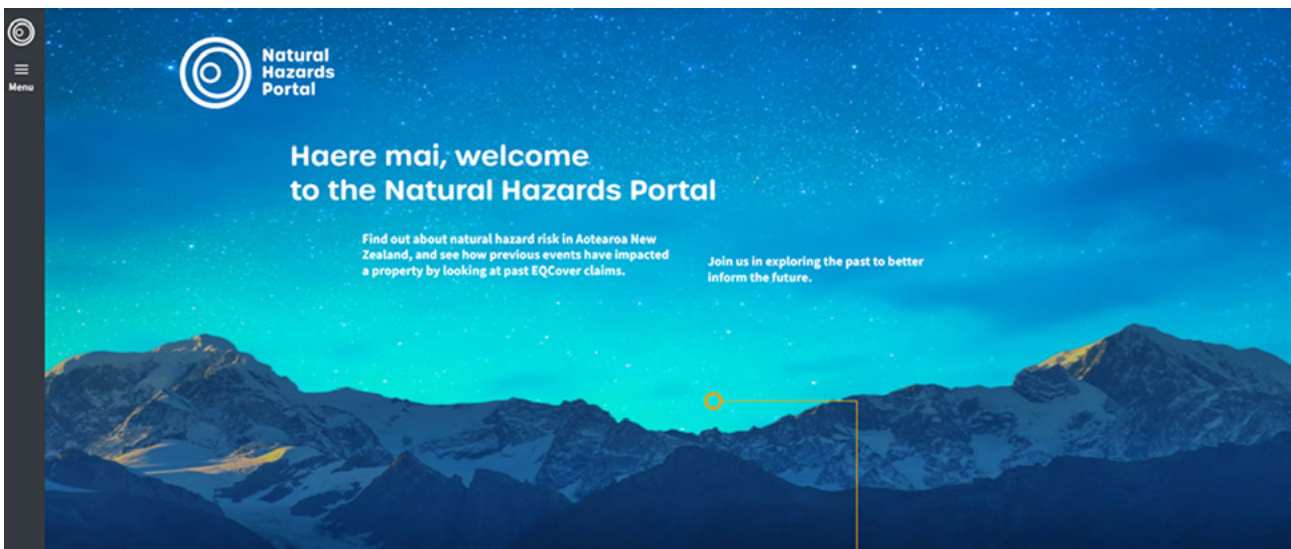 Menu
Natural
Hazards
Portal
Haere mai, welcome
to the Natural Hazards Portal
Find out about natural hazard risk in Aotearoa New
Zealand, and see how previous events have impacted
a property by looking at past EQCover claims.
Join us in exploring the past to better
inform the future.